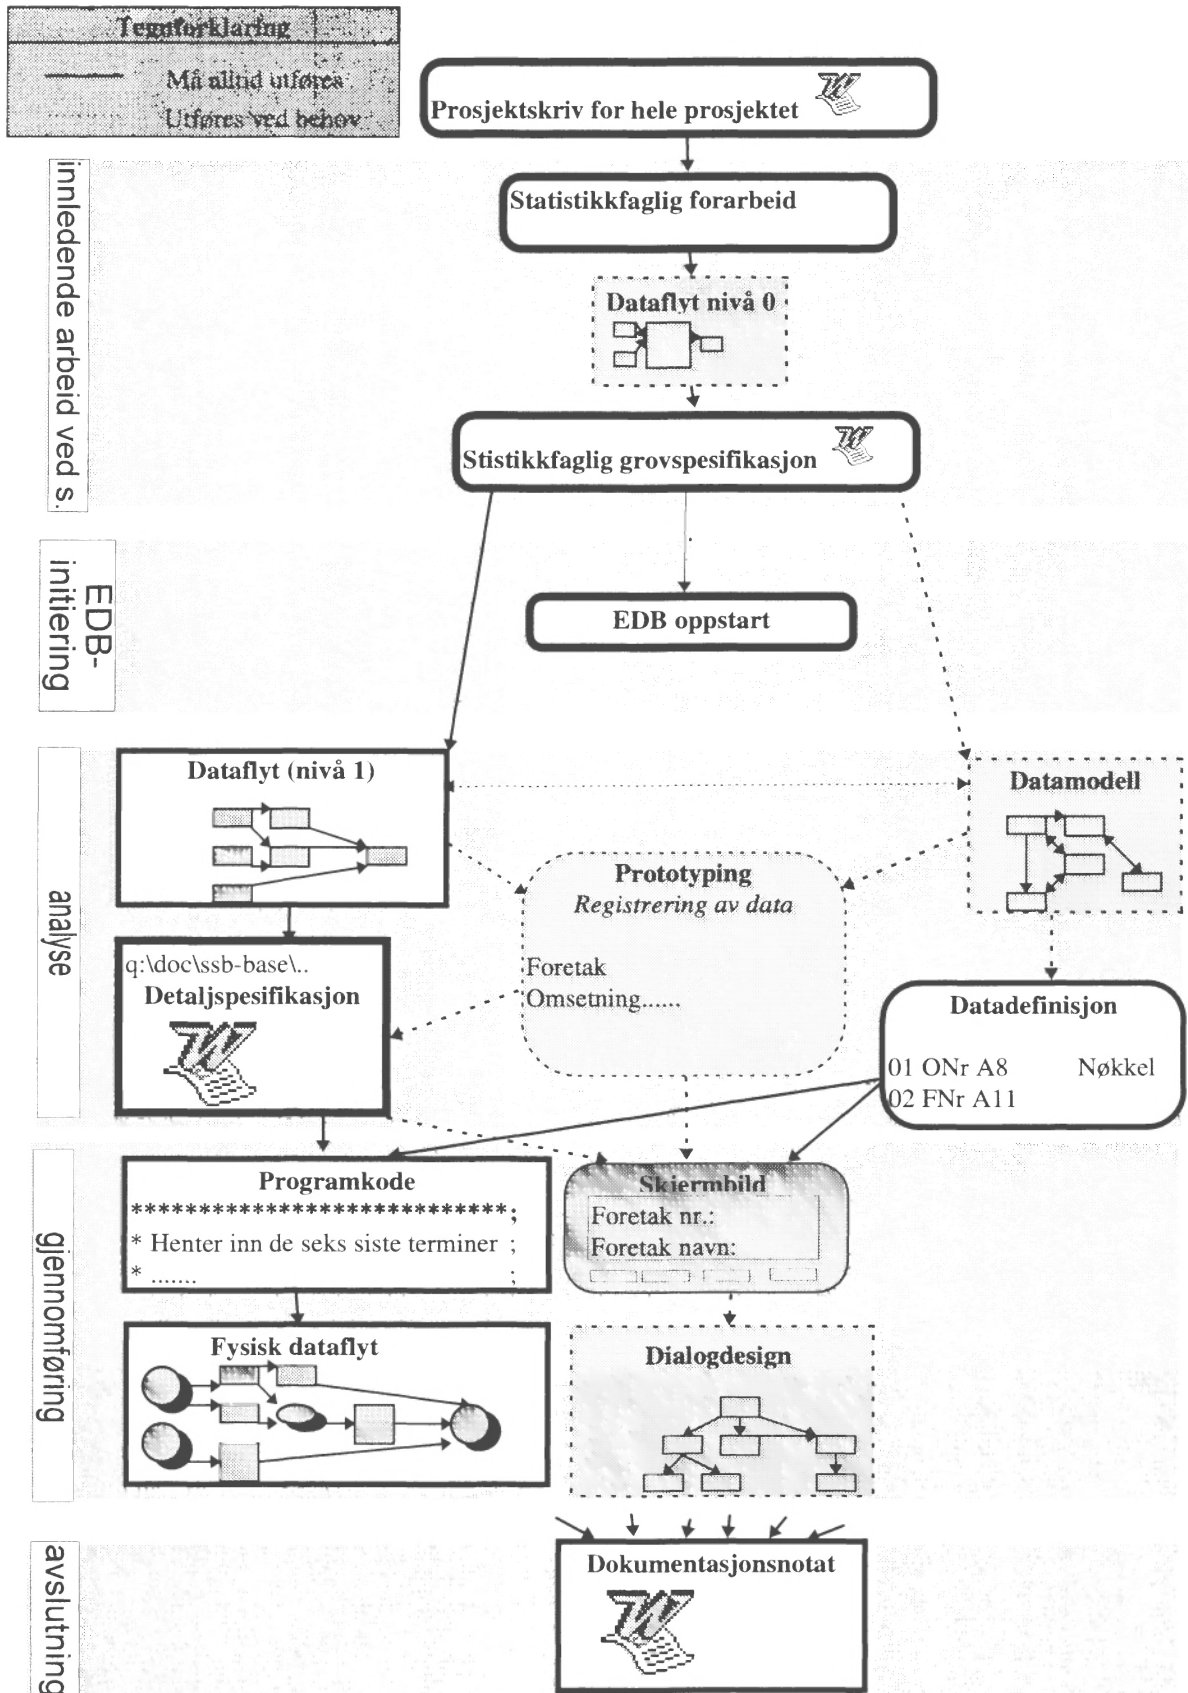 Tegnforklaring
Må alltid utføres
Utføres ved behov
Prosjektskriv for hele prosjektet
innledende arbeid ved s.
Statistikkfaglig forarbeid
Dataflyt nivå 0
Stistikkfaglig grovspesifikasjon
EDB-
initiering
EDB oppstart
analyse
Dataflyt (nivå 1)
Datamodell
Prototyping
Registrering av data
Foretak
Omsetning......
q:\doc\ssb-base\..
Detaljspesifikasjon
Datadefinisjon
01 ONr A8 Nøkkel
02 FNr A11
gjennomføring
Programkode
****************************;
* Henter inn de seks siste terminer ;
* ....... ;
Skjermbild
Foretak nr.:
Foretak navn:
Fysisk dataflyt
Dialogdesign
avslutning
Dokumentasjonsnotat